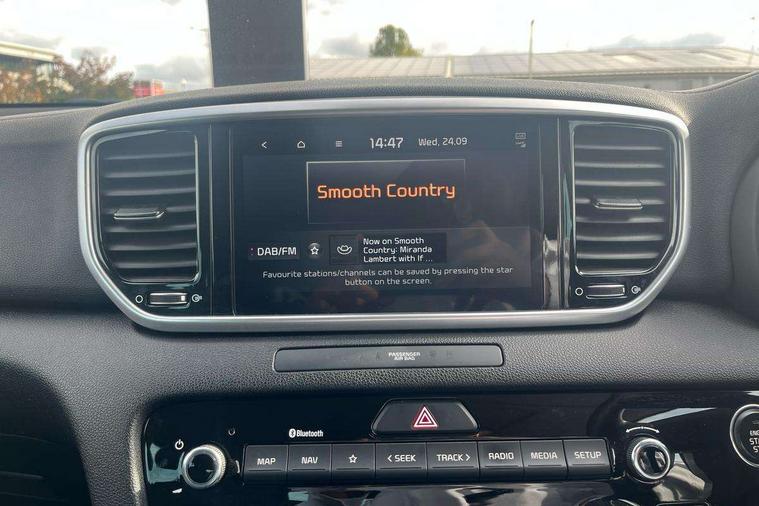 14:47 Wed, 24.09
Smooth Country
DAB/FM
Now on Smooth
Country: Miranda
Lambert with If ...
Favourite stations/channels can be saved by pressing the star
button on the screen.
PASSENGER
AIR BAG
Bluetooth
MAP NAV < SEEK TRACK > RADIO MEDIA SETUP